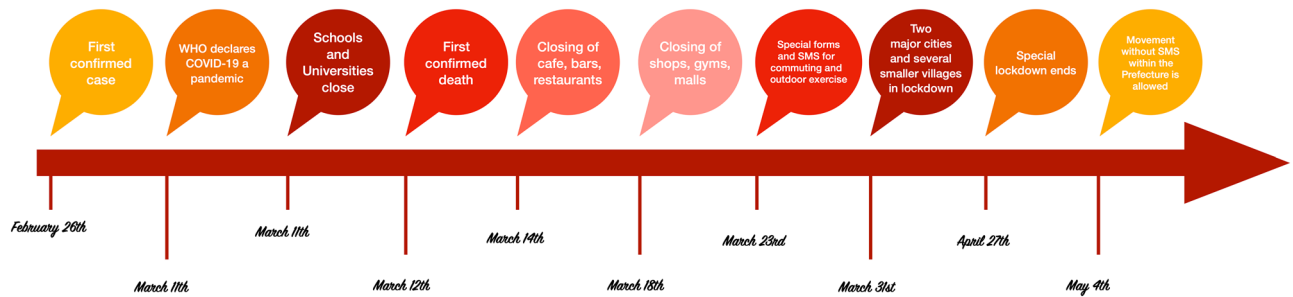 First
confirmed
case
WHO declares
COVID-19 a
pandemic
Schools
and
Universities
close
First
confirmed
death
Closing of
cafe, bars,
restaurants
Closing of
shops, gyms,
malls
Special forms
and SMS for
commuting and
outdoor exercise
Two
major cities
and several
smaller villages
in lockdown
Special
lockdown ends
Movement
without SMS
within the
Prefecture is
allowed
February 26th
March 11th
March 11th
March 12th
March 14th
March 18th
March 23rd
March 31st
April 27th
May 4th